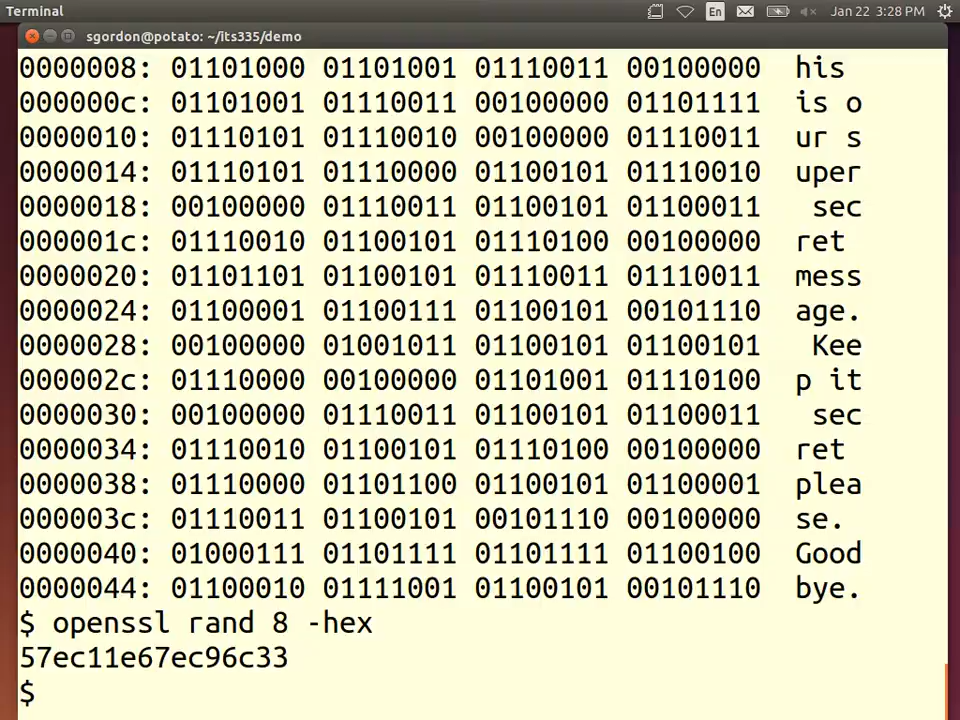 Terminal
En
Jan 22 3:28 PM
sgordon@potato: ~/its335/demo
0000008: 01101000 01101001 01110011 00100000  his
000000c: 01101001 01110011 00100000 01101111  is o
0000010: 01110101 01110010 00100000 01110011  ur s
0000014: 01110101 01110000 01100101 01110010  uper
0000018: 00100000 01110011 01100101 01100011   sec
000001c: 01110010 01100101 01110100 00100000  ret
0000020: 01101101 01100101 01110011 01110011  mess
0000024: 01100001 01100111 01100101 00101110  age.
0000028: 00100000 01001011 01100101 01100101   Kee
000002c: 01110000 00100000 01101001 01110100  p it
0000030: 00100000 01110011 01100101 01100011   sec
0000034: 01110010 01100101 01110100 00100000  ret
0000038: 01110000 01101100 01100101 01100001  plea
000003c: 01110011 01100101 00101110 00100000  se.
0000040: 01000111 01101111 01101111 01100100  Good
0000044: 01100010 01111001 01100101 00101110  bye.
$ openssl rand 8 -hex
57ec11e67ec96c33
$